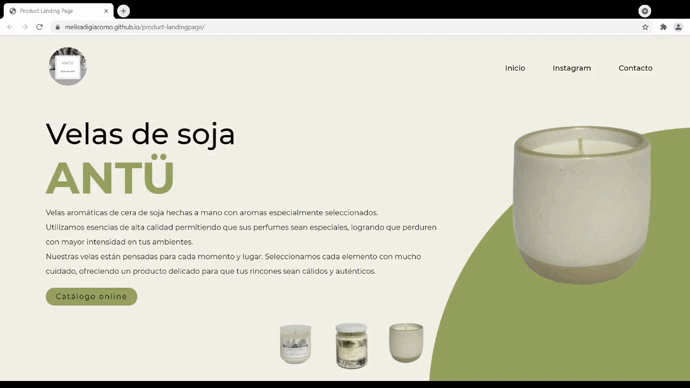 Product Landing Page
melisadigiacomo.github.io/product-landingpage/
ANTÜ
Inicio
Instagram
Contacto
Velas de soja
ANTÜ
Velas aromáticas de cera de soja hechas a mano con aromas especialmente seleccionados.
Utilizamos esencias de alta calidad permitiendo que sus perfumes sean especiales, logrando que perduren
con mayor intensidad en tus ambientes.
Nuestras velas están pensadas para cada momento y lugar. Seleccionamos cada elemento con mucho
cuidado, ofreciendo un producto delicado para que tus rincones sean cálidos y auténticos.
Catálogo online